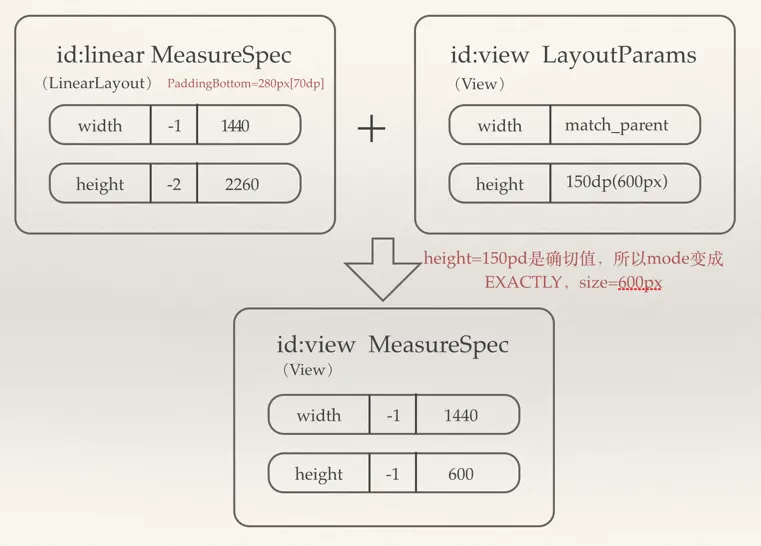 id:linear MeasureSpec
（LinearLayout） PaddingBottom=280px[70dp]
width -1 1440
height -2 2260
+
id:view LayoutParams
（View）
width match_parent
height 150dp(600px)
height=150pd是确切值，所以mode变成
EXACTLY，size=600px
id:view MeasureSpec
（View）
width -1 1440
height -1 600